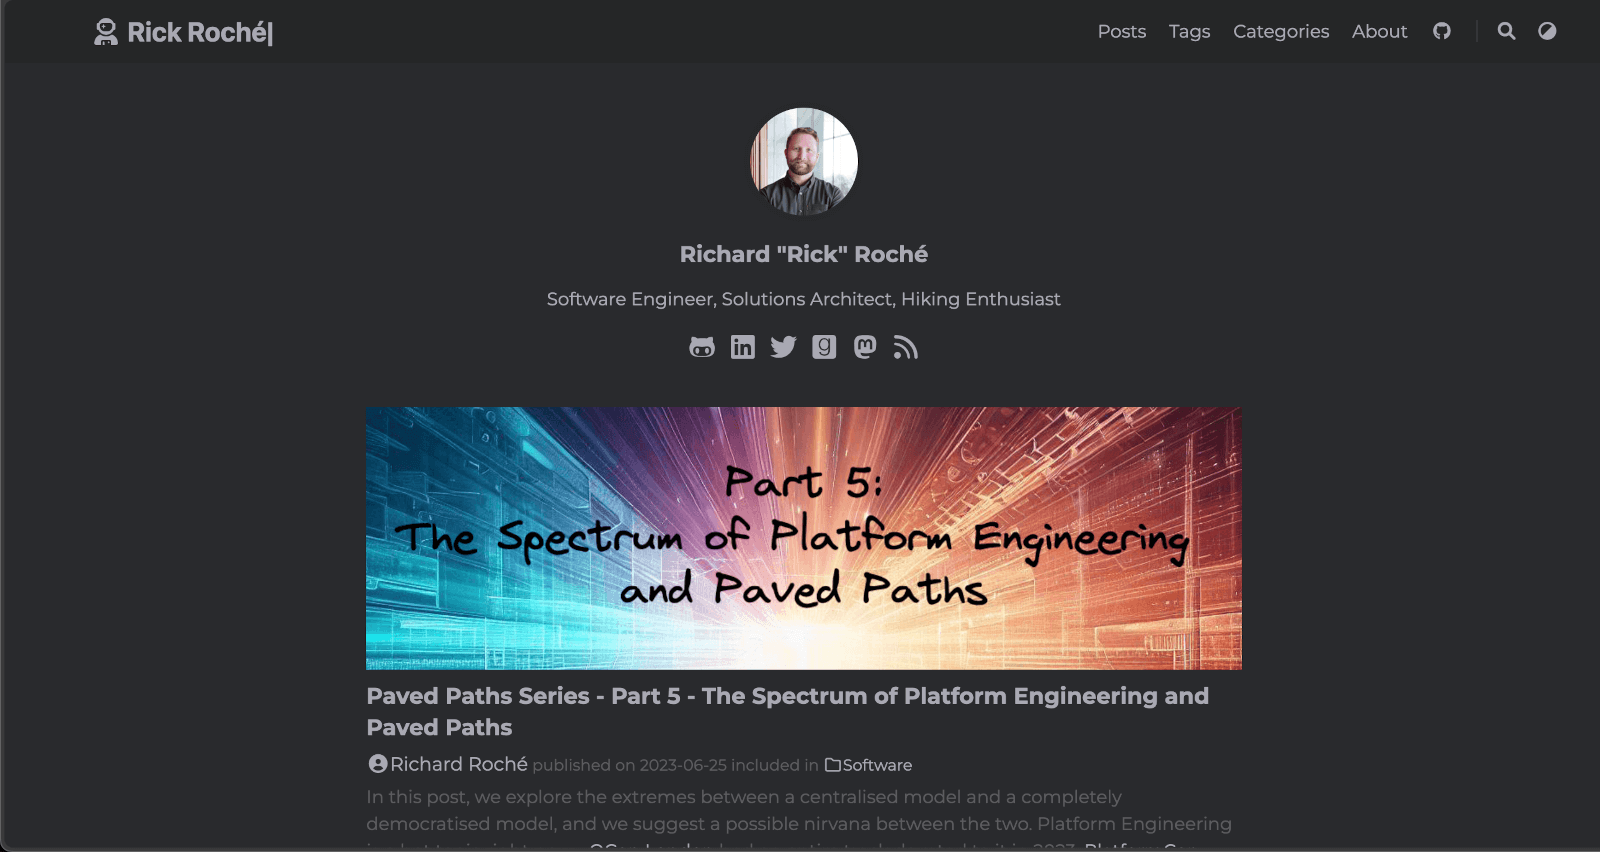 Rick Roché|
Posts Tags Categories About
Richard "Rick" Roché
Software Engineer, Solutions Architect, Hiking Enthusiast
Part 5:
The Spectrum of Platform Engineering
and Paved Paths
Paved Paths Series - Part 5 - The Spectrum of Platform Engineering and
Paved Paths
Richard Roché published on 2023-06-25 included in Software
In this post, we explore the extremes between a centralised model and a completely
democratised model, and we suggest a possible nirvana between the two. Platform Engineering